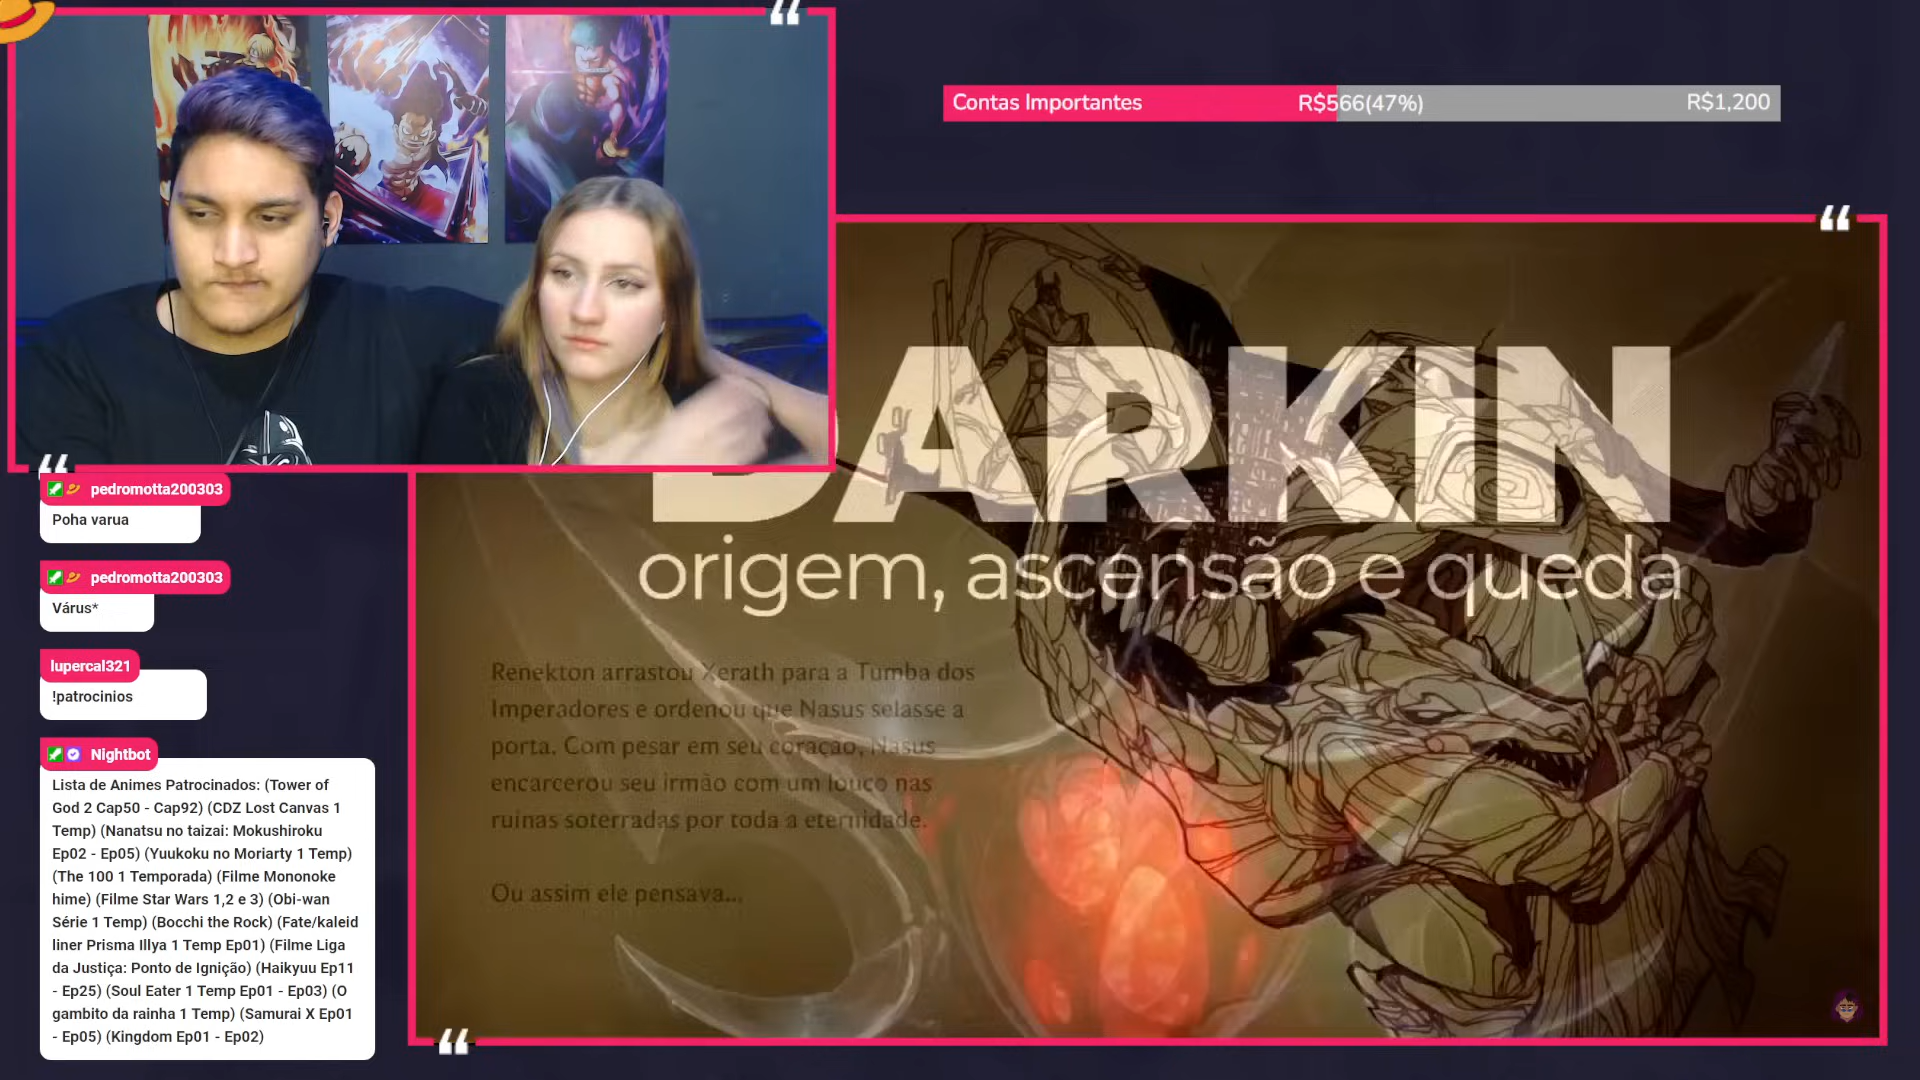 Contas Importantes R$566(47%) R$1,200
DARKIN
origem, ascensão e queda
Renekton arrastou Xerath para a Tumba dos
Imperadores e ordenou que Nasus selasse a
porta. Com pesar em seu coração, Nasus
encarcerou seu irmão com um louco nas
ruínas soterradas por toda a eternidade.
Ou assim ele pensava...
pedromotta200303
Poha varua
pedromotta200303
Várus*
lupercal321
!patrocinios
Nightbot
Lista de Animes Patrocinados: (Tower of
God 2 Cap50 - Cap92) (CDZ Lost Canvas 1
Temp) (Nanatsu no taizai: Mokushiroku
Ep02 - Ep05) (Yuukoku no Moriarty 1 Temp)
(The 100 1 Temporada) (Filme Mononoke
hime) (Filme Star Wars 1,2 e 3) (Obi-wan
Série 1 Temp) (Bocchi the Rock) (Fate/kaleid
liner Prisma Illya 1 Temp Ep01) (Filme Liga
da Justiça: Ponto de Ignição) (Haikyuu Ep11
- Ep25) (Soul Eater 1 Temp Ep01 - Ep03) (O
gambito da rainha 1 Temp) (Samurai X Ep01
- Ep05) (Kingdom Ep01 - Ep02)